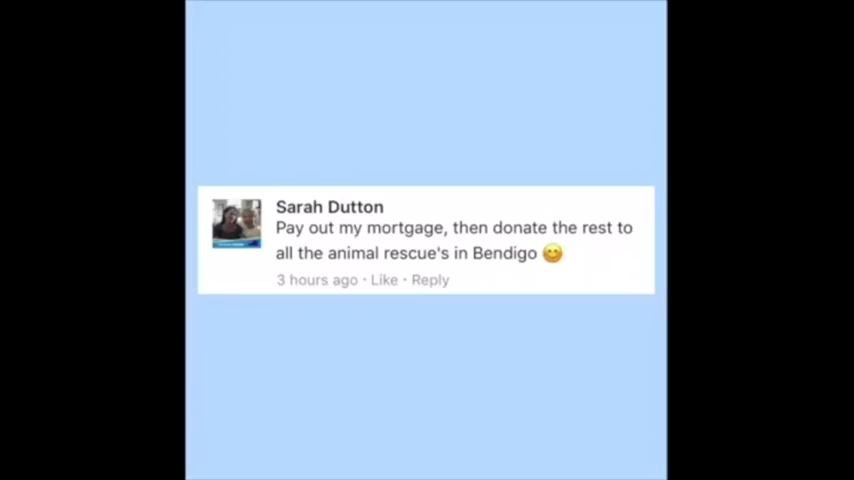 Sarah Dutton
Pay out my mortgage, then donate the rest to
all the animal rescue's in Bendigo 😊
3 hours ago · Like · Reply